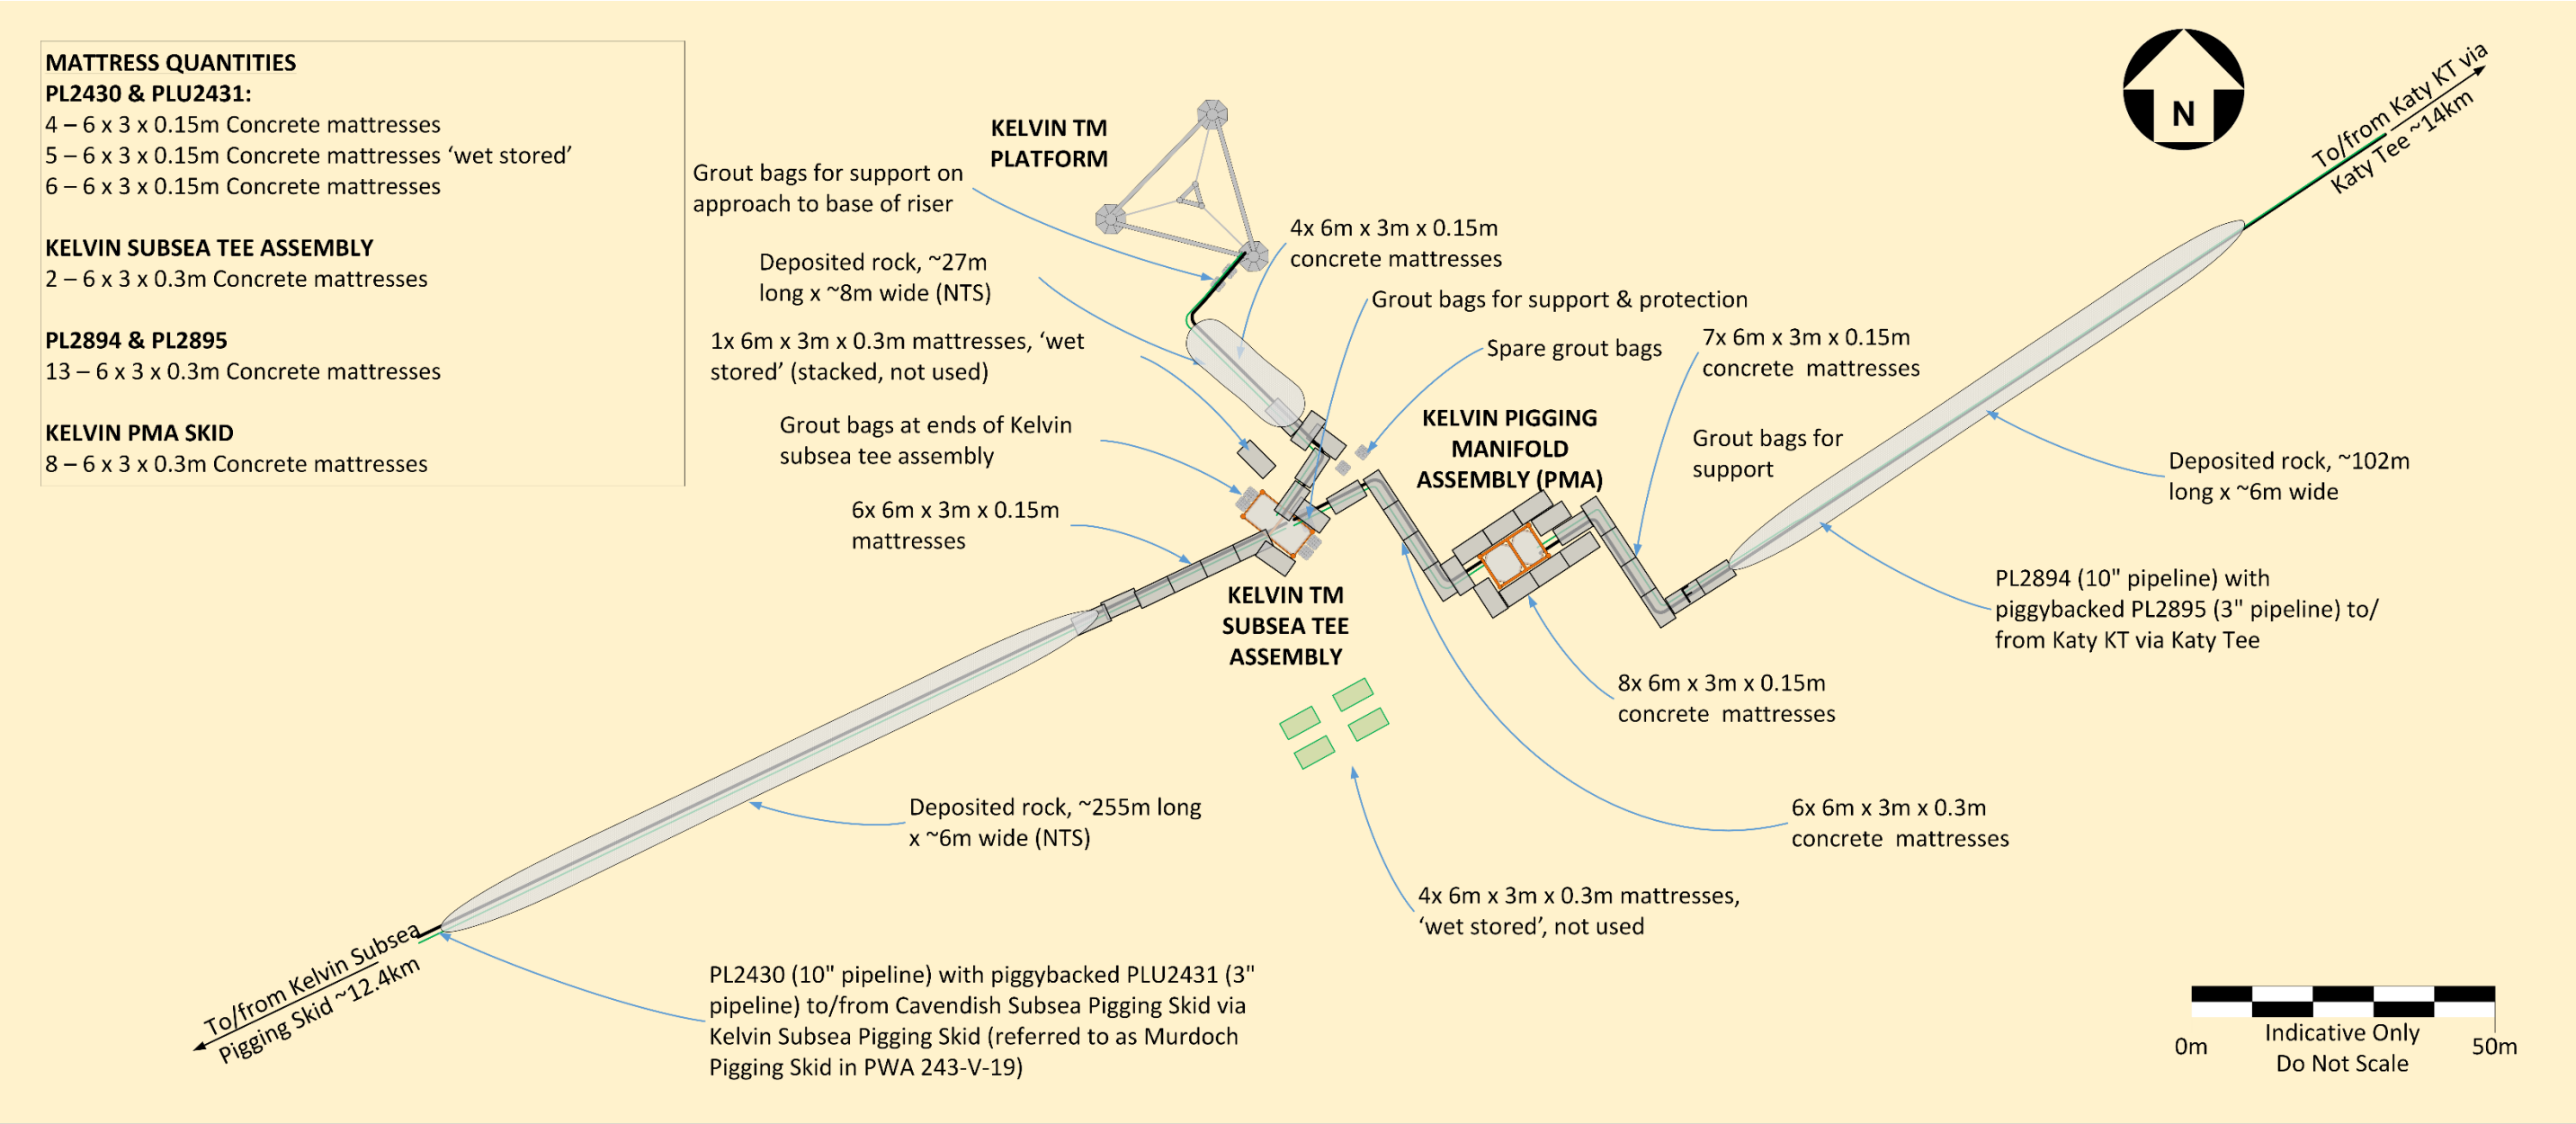 MATTRESS QUANTITIES
PL2430 & PLU2431:
4 – 6 x 3 x 0.15m Concrete mattresses
5 – 6 x 3 x 0.15m Concrete mattresses ‘wet stored’
6 – 6 x 3 x 0.15m Concrete mattresses
KELVIN SUBSEA TEE ASSEMBLY
2 – 6 x 3 x 0.3m Concrete mattresses
PL2894 & PL2895
13 – 6 x 3 x 0.3m Concrete mattresses
KELVIN PMA SKID
8 – 6 x 3 x 0.3m Concrete mattresses
KELVIN TM
PLATFORM
Grout bags for support on
approach to base of riser
Deposited rock, ~27m
long x ~8m wide (NTS)
1x 6m x 3m x 0.3m mattresses, ‘wet
stored’ (stacked, not used)
Grout bags at ends of Kelvin
subsea tee assembly
6x 6m x 3m x 0.15m
mattresses
4x 6m x 3m x 0.15m
concrete mattresses
Grout bags for support & protection
Spare grout bags
7x 6m x 3m x 0.15m
concrete mattresses
KELVIN PIGGING
MANIFOLD
ASSEMBLY (PMA)
Grout bags for
support
N
To/from Katy KT via
Katy Tee ~14km
Deposited rock, ~102m
long x ~6m wide
PL2894 (10" pipeline) with
piggybacked PL2895 (3" pipeline) to/
from Katy KT via Katy Tee
KELVIN TM
SUBSEA TEE
ASSEMBLY
8x 6m x 3m x 0.15m
concrete mattresses
6x 6m x 3m x 0.3m
concrete mattresses
4x 6m x 3m x 0.3m mattresses,
‘wet stored’, not used
Deposited rock, ~255m long
x ~6m wide (NTS)
To/from Kelvin Subsea
Pigging Skid ~12.4km
PL2430 (10" pipeline) with piggybacked PLU2431 (3"
pipeline) to/from Cavendish Subsea Pigging Skid via
Kelvin Subsea Pigging Skid (referred to as Murdoch
Pigging Skid in PWA 243-V-19)
0m
Indicative Only
Do Not Scale
50m